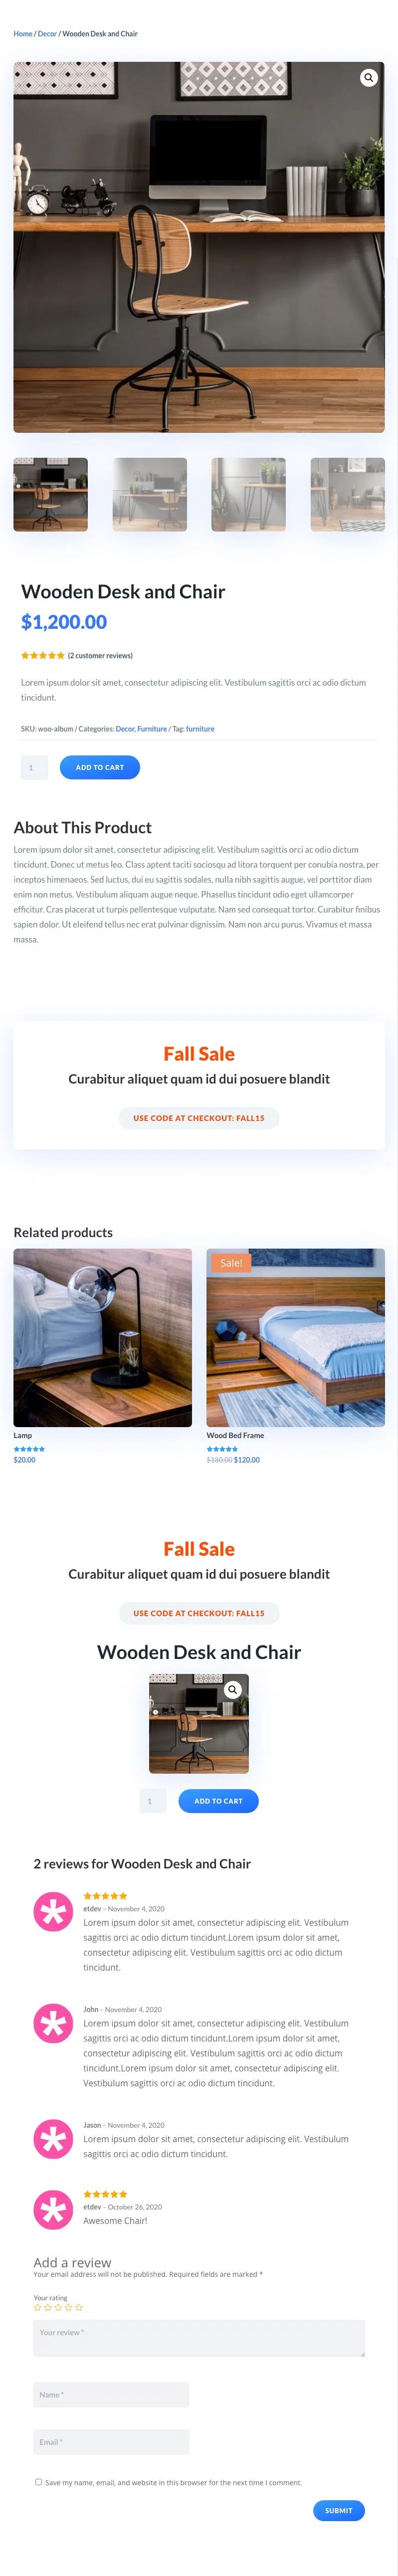 Home / Decor / Wooden Desk and Chair
Wooden Desk and Chair
$1,200.00
(2 customer reviews)
Lorem ipsum dolor sit amet, consectetur adipiscing elit. Vestibulum sagittis orci ac odio dictum
tincidunt.
SKU: woo-album / Categories: Decor, Furniture / Tag: furniture
1
ADD TO CART
About This Product
Lorem ipsum dolor sit amet, consectetur adipiscing elit. Vestibulum sagittis orci ac odio dictum
tincidunt. Donec ut metus leo. Class aptent taciti sociosqu ad litora torquent per conubia nostra, per
inceptos himenaeos. Sed luctus, dui eu sagittis sodales, nulla nibh sagittis augue, vel porttitor diam
enim non metus. Vestibulum aliquam augue neque. Phasellus tincidunt odio eget ullamcorper
efficitur. Cras placerat ut turpis pellentesque vulputate. Nam sed consequat tortor. Curabitur finibus
sapien dolor. Ut eleifend tellus nec erat pulvinar dignissim. Nam non arcu purus. Vivamus et massa
massa.
Fall Sale
Curabitur aliquet quam id dui posuere blandit
USE CODE AT CHECKOUT: FALL15
Related products
Sale!
Lamp
$20.00
Wood Bed Frame
$180.00 $120.00
Fall Sale
Curabitur aliquet quam id dui posuere blandit
USE CODE AT CHECKOUT: FALL15
Wooden Desk and Chair
1
ADD TO CART
2 reviews for Wooden Desk and Chair
etdev – November 4, 2020
Lorem ipsum dolor sit amet, consectetur adipiscing elit. Vestibulum
sagittis orci ac odio dictum tincidunt.Lorem ipsum dolor sit amet,
consectetur adipiscing elit. Vestibulum sagittis orci ac odio dictum
tincidunt.
John – November 4, 2020
Lorem ipsum dolor sit amet, consectetur adipiscing elit. Vestibulum
sagittis orci ac odio dictum tincidunt.Lorem ipsum dolor sit amet,
consectetur adipiscing elit. Vestibulum sagittis orci ac odio dictum
tincidunt.Lorem ipsum dolor sit amet, consectetur adipiscing elit.
Vestibulum sagittis orci ac odio dictum tincidunt.
Jason – November 4, 2020
Lorem ipsum dolor sit amet, consectetur adipiscing elit. Vestibulum
sagittis orci ac odio dictum tincidunt.
etdev – October 26, 2020
Awesome Chair!
Add a review
Your email address will not be published. Required fields are marked *
Your rating
Your review *
Name *
Email *
Save my name, email, and website in this browser for the next time I comment.
SUBMIT